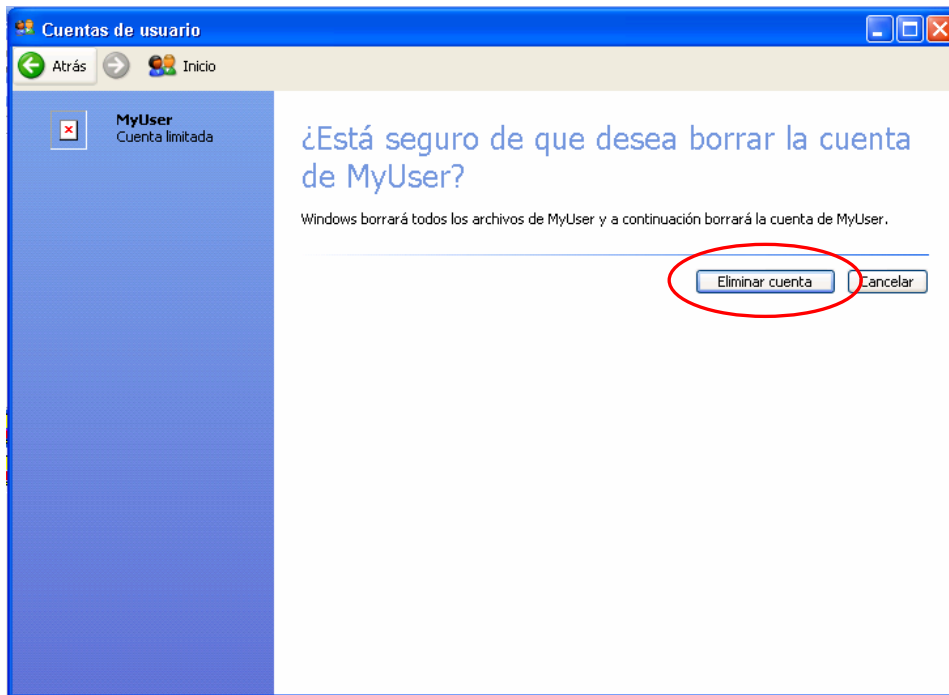 Cuentas de usuario
Atrás
Inicio
MyUser
Cuenta limitada
¿Está seguro de que desea borrar la cuenta
de MyUser?
Windows borrará todos los archivos de MyUser y a continuación borrará la cuenta de MyUser.
Eliminar cuenta
Cancelar